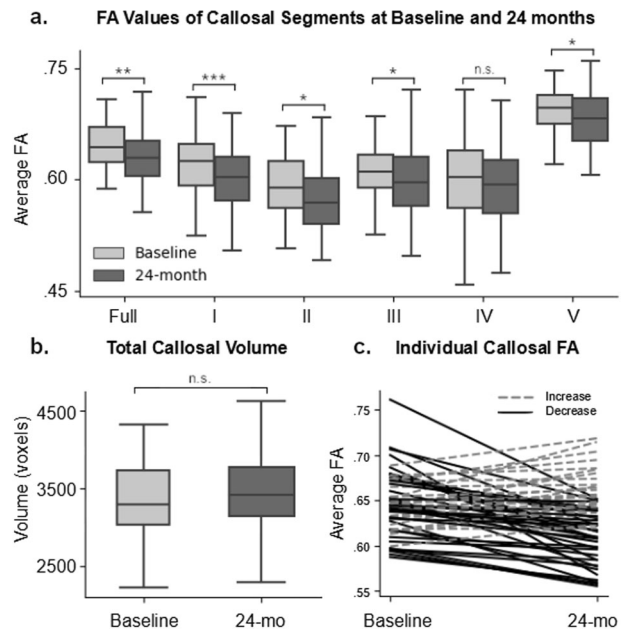 a. FA Values of Callosal Segments at Baseline and 24 months
Average FA
.75
.60
.45
** *** * * n.s. *
Baseline
24-month
Full I II III IV V
b. Total Callosal Volume
Volume (voxels)
4500
3500
2500
n.s.
Baseline 24-mo
c. Individual Callosal FA
Average FA
.75
.70
.65
.60
.55
Increase
Decrease
Baseline 24-mo